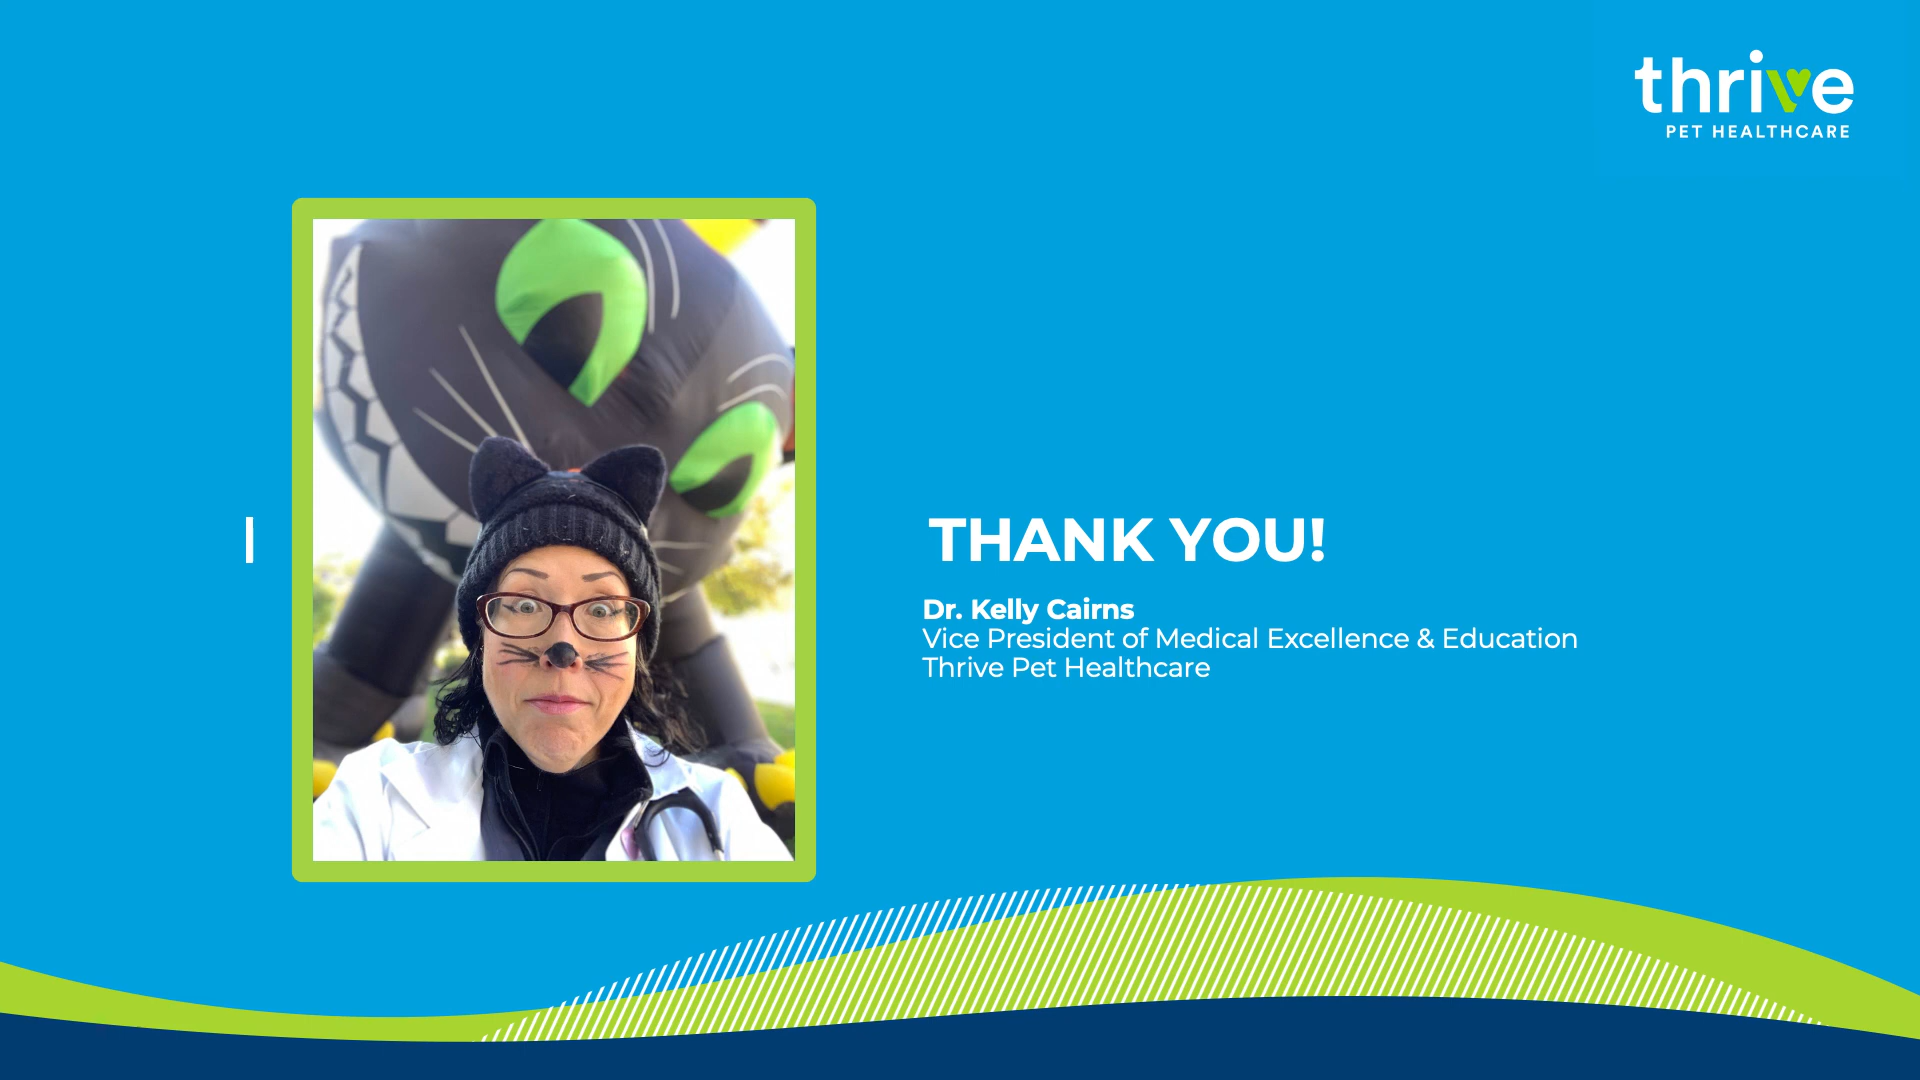 thrive
PET HEALTHCARE
THANK YOU!
Dr. Kelly Cairns
Vice President of Medical Excellence & Education
Thrive Pet Healthcare